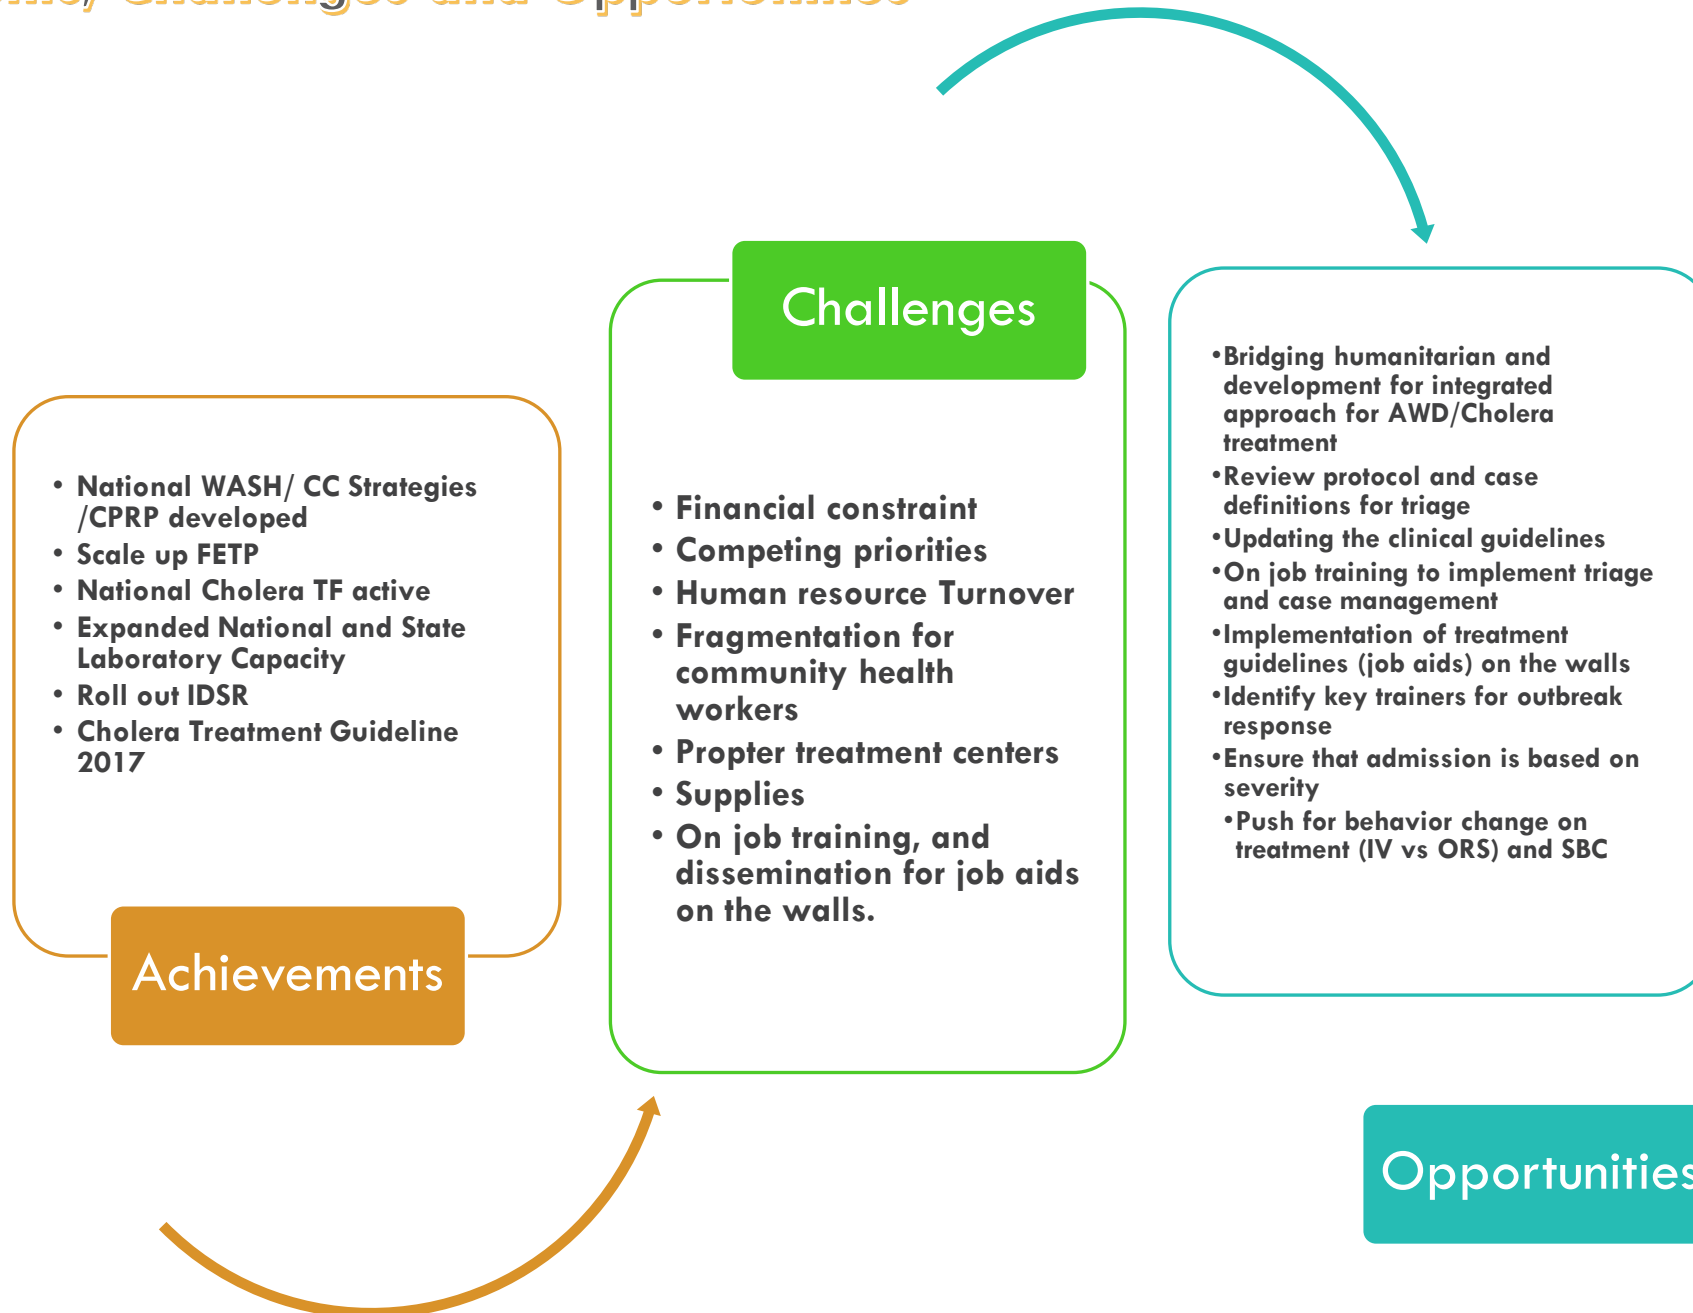 Challenges and Opportunities
• National WASH/ CC Strategies
/CPRP developed
• Scale up FETP
• National Cholera TF active
• Expanded National and State
Laboratory Capacity
• Roll out IDSR
• Cholera Treatment Guideline
2017
Achievements
Challenges
• Financial constraint
• Competing priorities
• Human resource Turnover
• Fragmentation for
community health
workers
• Propter treatment centers
• Supplies
• On job training, and
dissemination for job aids
on the walls.
•Bridging humanitarian and
development for integrated
approach for AWD/Cholera
treatment
•Review protocol and case
definitions for triage
•Updating the clinical guidelines
•On job training to implement triage
and case management
•Implementation of treatment
guidelines (job aids) on the walls
•Identify key trainers for outbreak
response
•Ensure that admission is based on
severity
•Push for behavior change on
treatment (IV vs ORS) and SBC
Opportunities